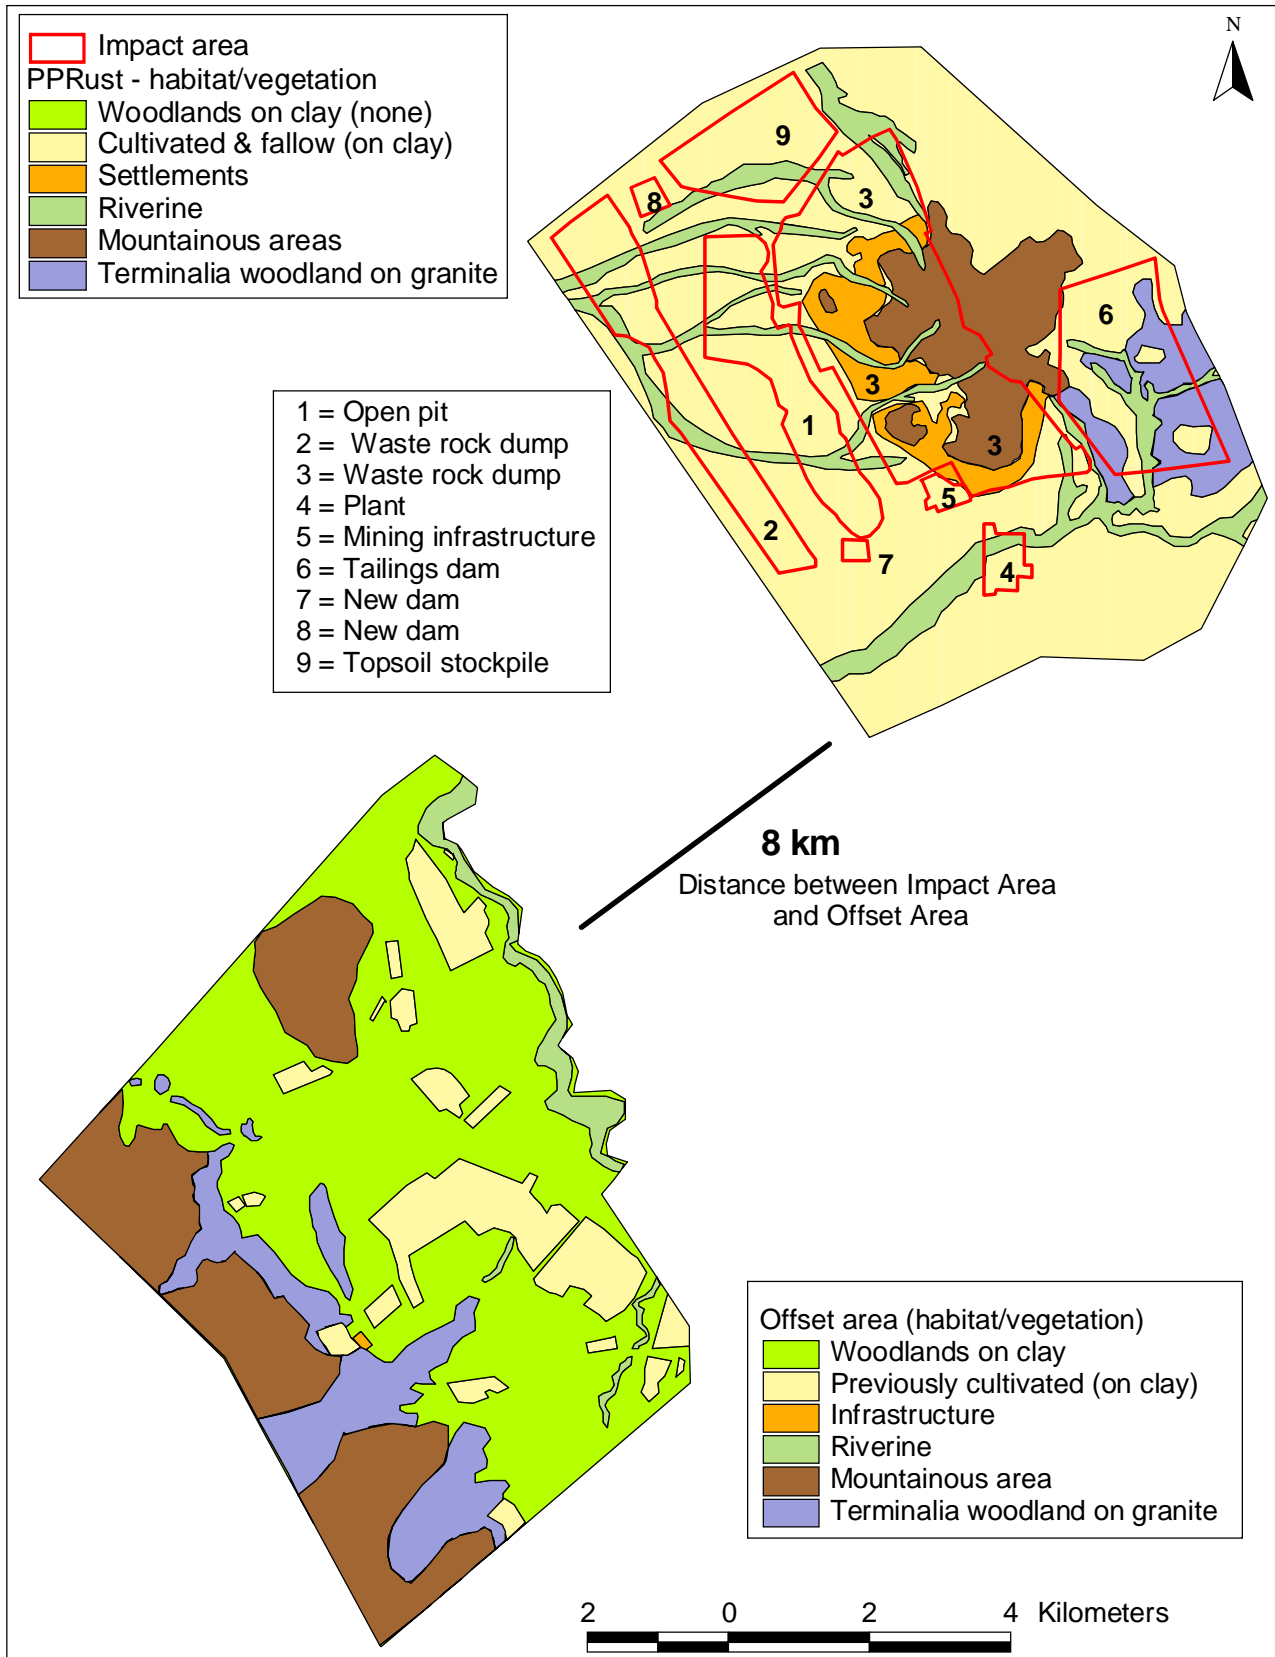 Impact area
PPRust - habitat/vegetation
Woodlands on clay (none)
Cultivated & fallow (on clay)
Settlements
Riverine
Mountainous areas
Terminalia woodland on granite
N
9
8
3
6
3
1
3
5
2
7
4
1 = Open pit
2 = Waste rock dump
3 = Waste rock dump
4 = Plant
5 = Mining infrastructure
6 = Tailings dam
7 = New dam
8 = New dam
9 = Topsoil stockpile
8 km
Distance between Impact Area
and Offset Area
Offset area (habitat/vegetation)
Woodlands on clay
Previously cultivated (on clay)
Infrastructure
Riverine
Mountainous area
Terminalia woodland on granite
2 0 2 4 Kilometers